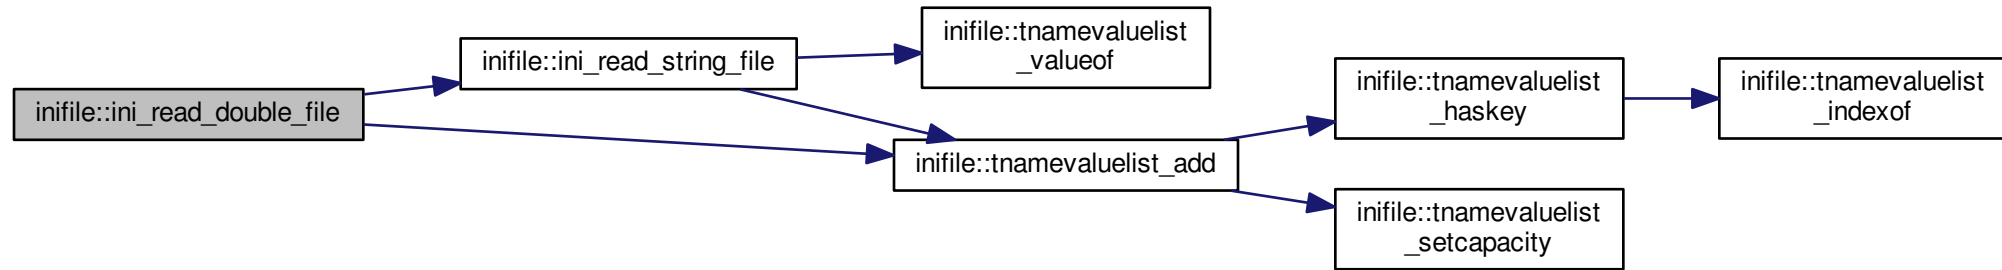 inifile::ini_read_double_file
inifile::ini_read_string_file
inifile::tnamevaluelist
_valueof
inifile::tnamevaluelist_add
inifile::tnamevaluelist
_haskey
inifile::tnamevaluelist
_setcapacity
inifile::tnamevaluelist
_indexof